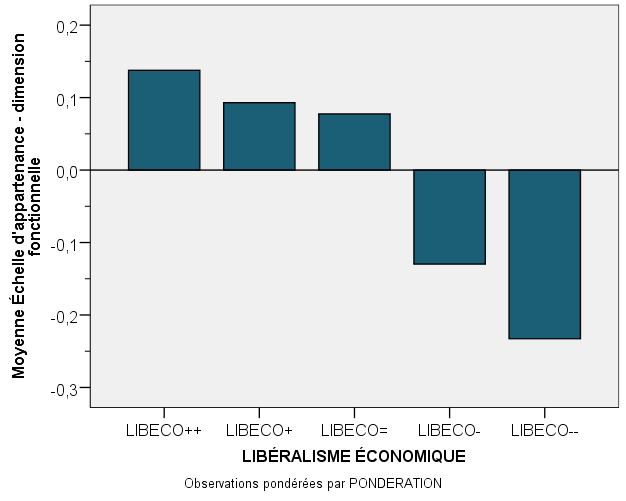 Moyenne Échelle d'appartenance - dimension
fonctionnelle
0,2
0,1
0,0
-0,1
-0,2
-0,3
LIBECO++ LIBECO+ LIBECO= LIBECO- LIBECO--
LIBÉRALISME ÉCONOMIQUE
Observations pondérées par PONDERATION